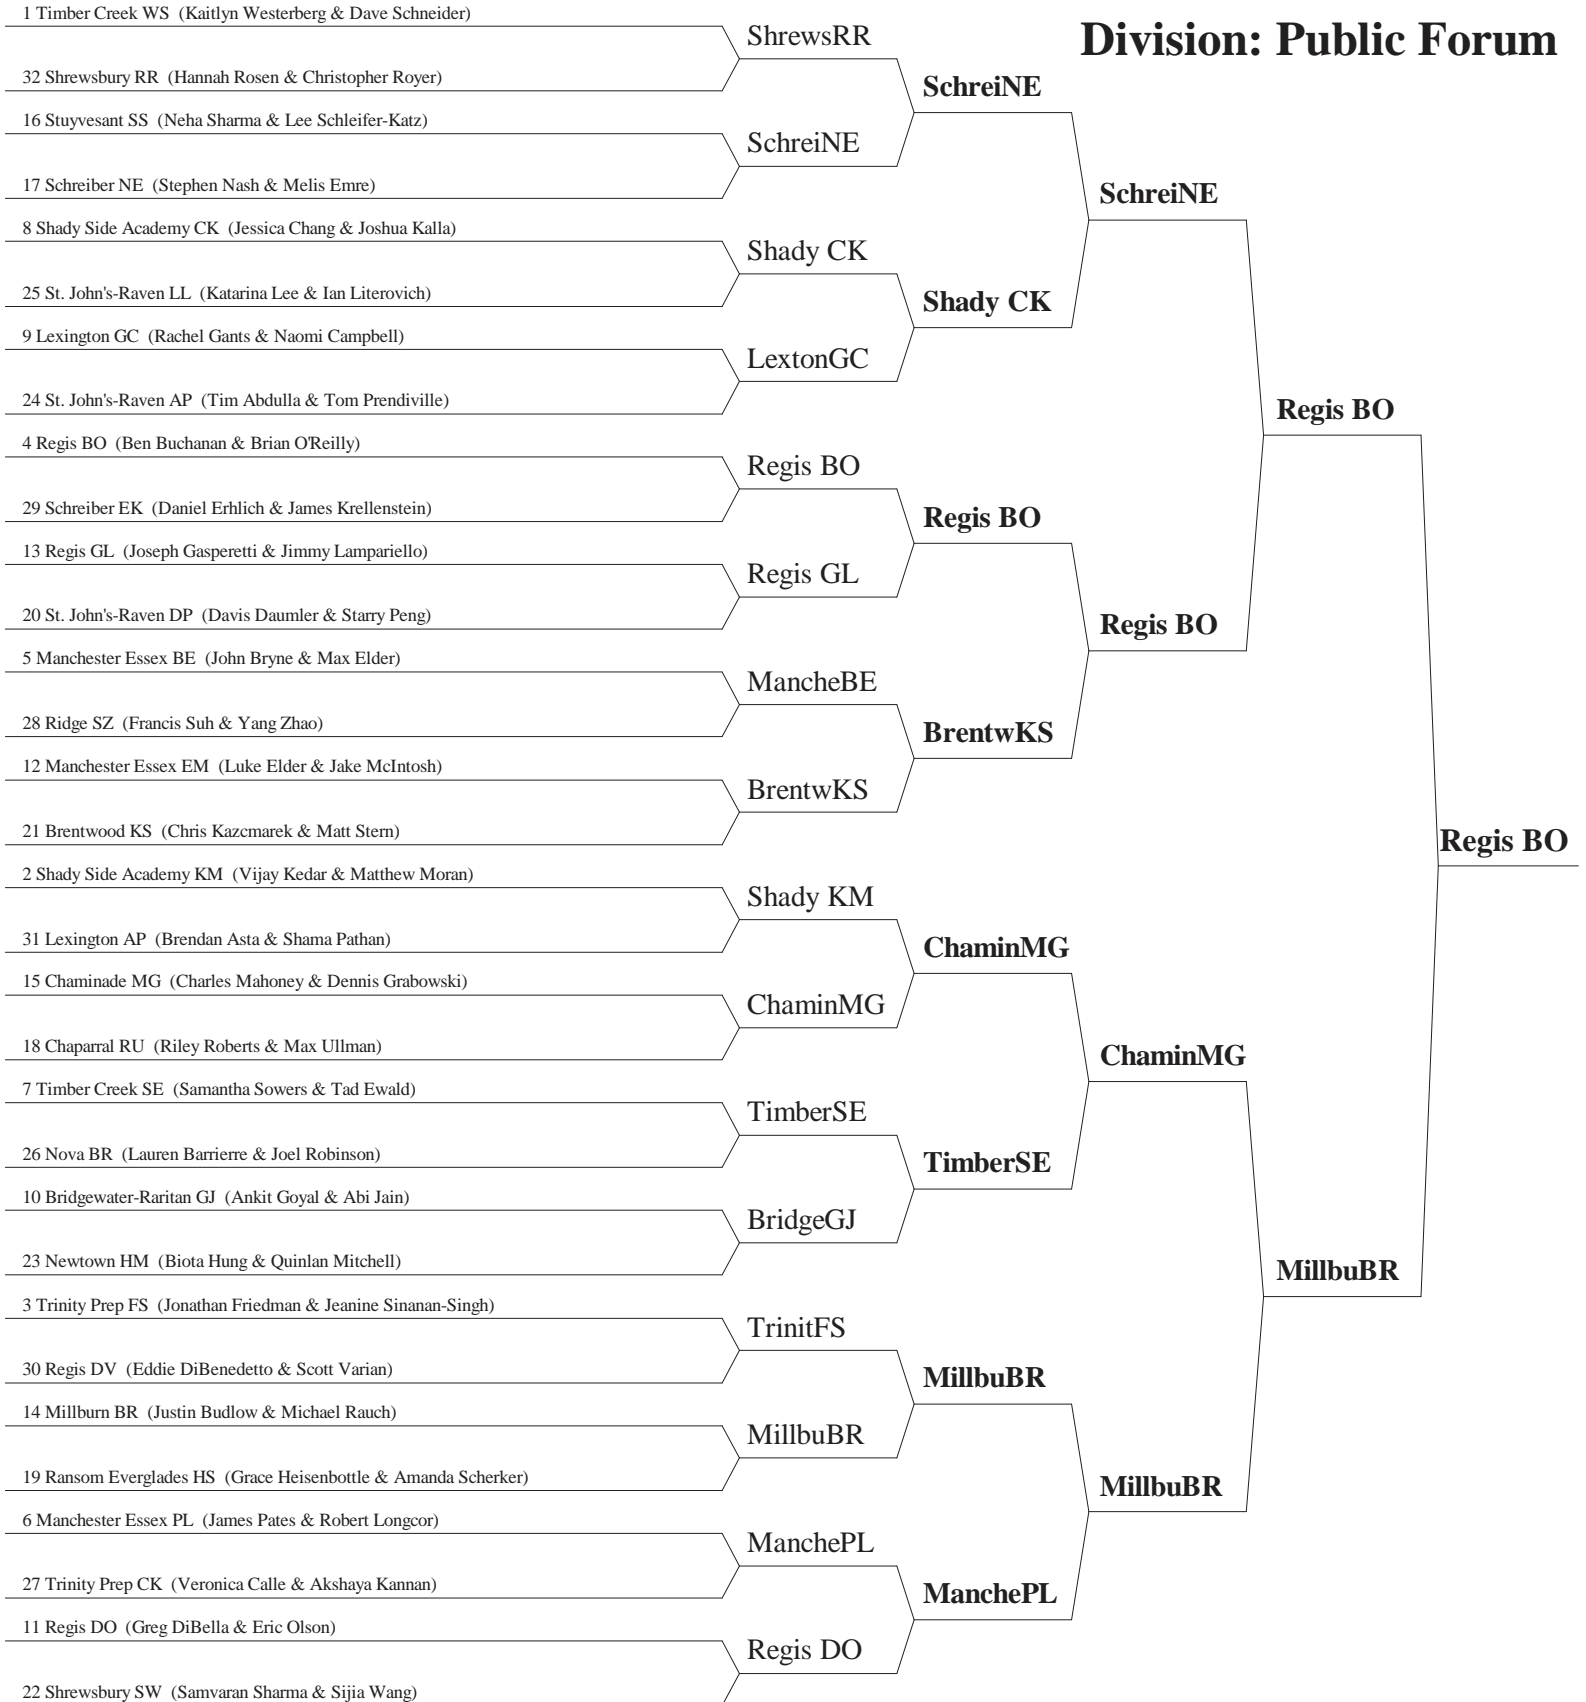 Division: Public Forum
1 Timber Creek WS (Kaitlyn Westerberg & Dave Schneider)
32 Shrewsbury RR (Hannah Rosen & Christopher Royer)
16 Stuyvesant SS (Neha Sharma & Lee Schleifer-Katz)
17 Schreiber NE (Stephen Nash & Melis Emre)
8 Shady Side Academy CK (Jessica Chang & Joshua Kalla)
25 St. John's-Raven LL (Katarina Lee & Ian Literovich)
9 Lexington GC (Rachel Gants & Naomi Campbell)
24 St. John's-Raven AP (Tim Abdulla & Tom Prendiville)
4 Regis BO (Ben Buchanan & Brian O'Reilly)
29 Schreiber EK (Daniel Erhlich & James Krellenstein)
13 Regis GL (Joseph Gasperetti & Jimmy Lampariello)
20 St. John's-Raven DP (Davis Daumler & Starry Peng)
5 Manchester Essex BE (John Bryne & Max Elder)
28 Ridge SZ (Francis Suh & Yang Zhao)
12 Manchester Essex EM (Luke Elder & Jake McIntosh)
21 Brentwood KS (Chris Kazcmarek & Matt Stern)
2 Shady Side Academy KM (Vijay Kedar & Matthew Moran)
31 Lexington AP (Brendan Asta & Shama Pathan)
15 Chaminade MG (Charles Mahoney & Dennis Grabowski)
18 Chaparral RU (Riley Roberts & Max Ullman)
7 Timber Creek SE (Samantha Sowers & Tad Ewald)
26 Nova BR (Lauren Barrierre & Joel Robinson)
10 Bridgewater-Raritan GJ (Ankit Goyal & Abi Jain)
23 Newtown HM (Biota Hung & Quinlan Mitchell)
3 Trinity Prep FS (Jonathan Friedman & Jeanine Sinanan-Singh)
30 Regis DV (Eddie DiBenedetto & Scott Varian)
14 Millburn BR (Justin Budlow & Michael Rauch)
19 Ransom Everglades HS (Grace Heisenbottle & Amanda Scherker)
6 Manchester Essex PL (James Pates & Robert Longcor)
27 Trinity Prep CK (Veronica Calle & Akshaya Kannan)
11 Regis DO (Greg DiBella & Eric Olson)
22 Shrewsbury SW (Samvaran Sharma & Sijia Wang)
ShrewsRR
SchreiNE
Shady CK
LextonGC
Regis BO
Regis GL
MancheBE
BrentwKS
Shady KM
ChaminMG
TimberSE
BridgeGJ
TrinitFS
MillbuBR
ManchePL
Regis DO
SchreiNE
Shady CK
Regis BO
BrentwKS
ChaminMG
TimberSE
MillbuBR
ManchePL
SchreiNE
Regis BO
ChaminMG
MillbuBR
Regis BO
MillbuBR
Regis BO